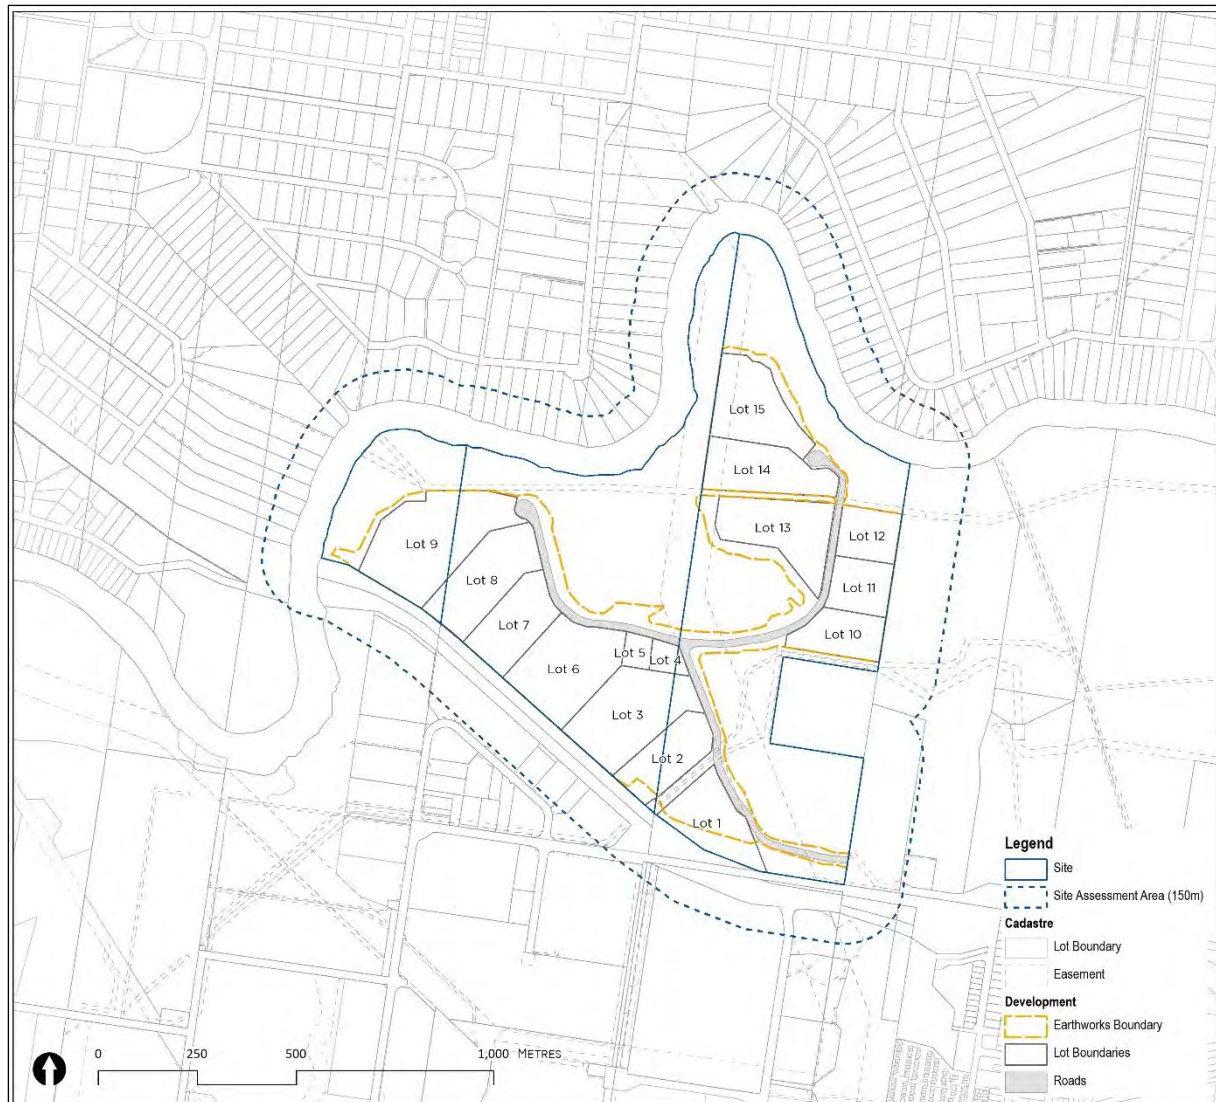 Lot 15
Lot 14
Lot 13
Lot 12
Lot 9
Lot 8
Lot 11
Lot 7
Lot 10
Lot 5
Lot 4
Lot 6
Lot 3
Lot 2
Lot 1
Legend
Site
Site Assessment Area (150m)
Cadastre
Lot Boundary
Easement
Development
Earthworks Boundary
Lot Boundaries
Roads
0 250 500 1,000 METRES